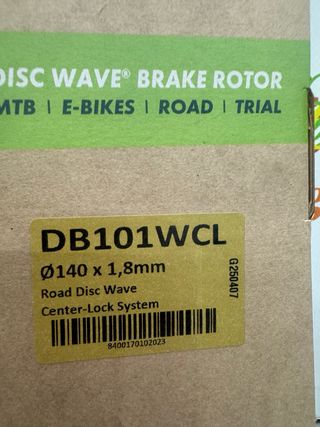 DISC WAVE® BRAKE ROTOR
MTB | E-BIKES | ROAD | TRIAL
DB101WCL
Ø140 x 1,8mm
Road Disc Wave
Center-Lock System
8400170102023
G250407